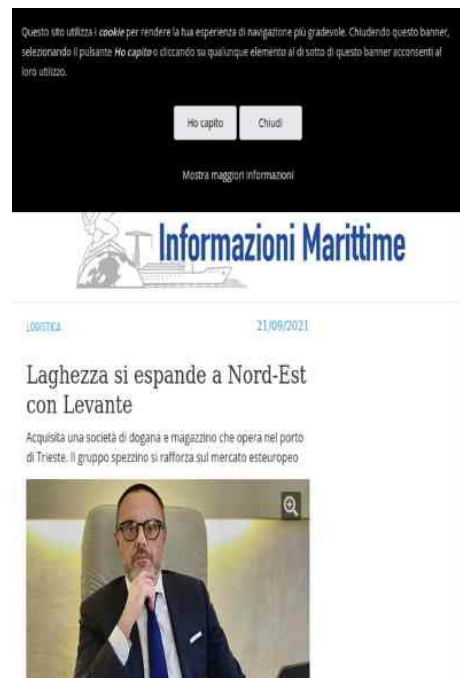 Questo sito utilizza i cookie per rendere la tua esperienza di navigazione più gradevole. Chiudendo questo banner,
selezionando il pulsante Ho capito o cliccando su qualunque elemento al di sotto di questo banner acconsenti al
loro utilizzo.
Ho capito
Chiudi
Mostra maggiori informazioni
Informazioni Marittime
LOGISTICA
21/09/2021
Laghezza si espande a Nord-Est
con Levante
Acquisita una società di dogana e magazzino che opera nel porto
di Trieste. Il gruppo spezzino si rafforza sul mercato esteuropeo